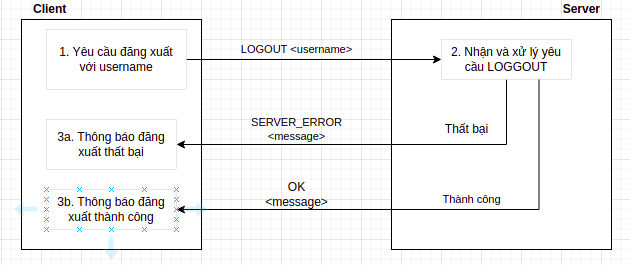 Client
Server
1. Yêu cầu đăng xuất
với username
LOGOUT <username>
2. Nhận và xử lý yêu
cầu LOGGOUT
SERVER_ERROR
<message>
Thất bại
3a. Thông báo đăng
xuất thất bại
OK
<message>
Thành công
3b. Thông báo đăng
xuất thành công